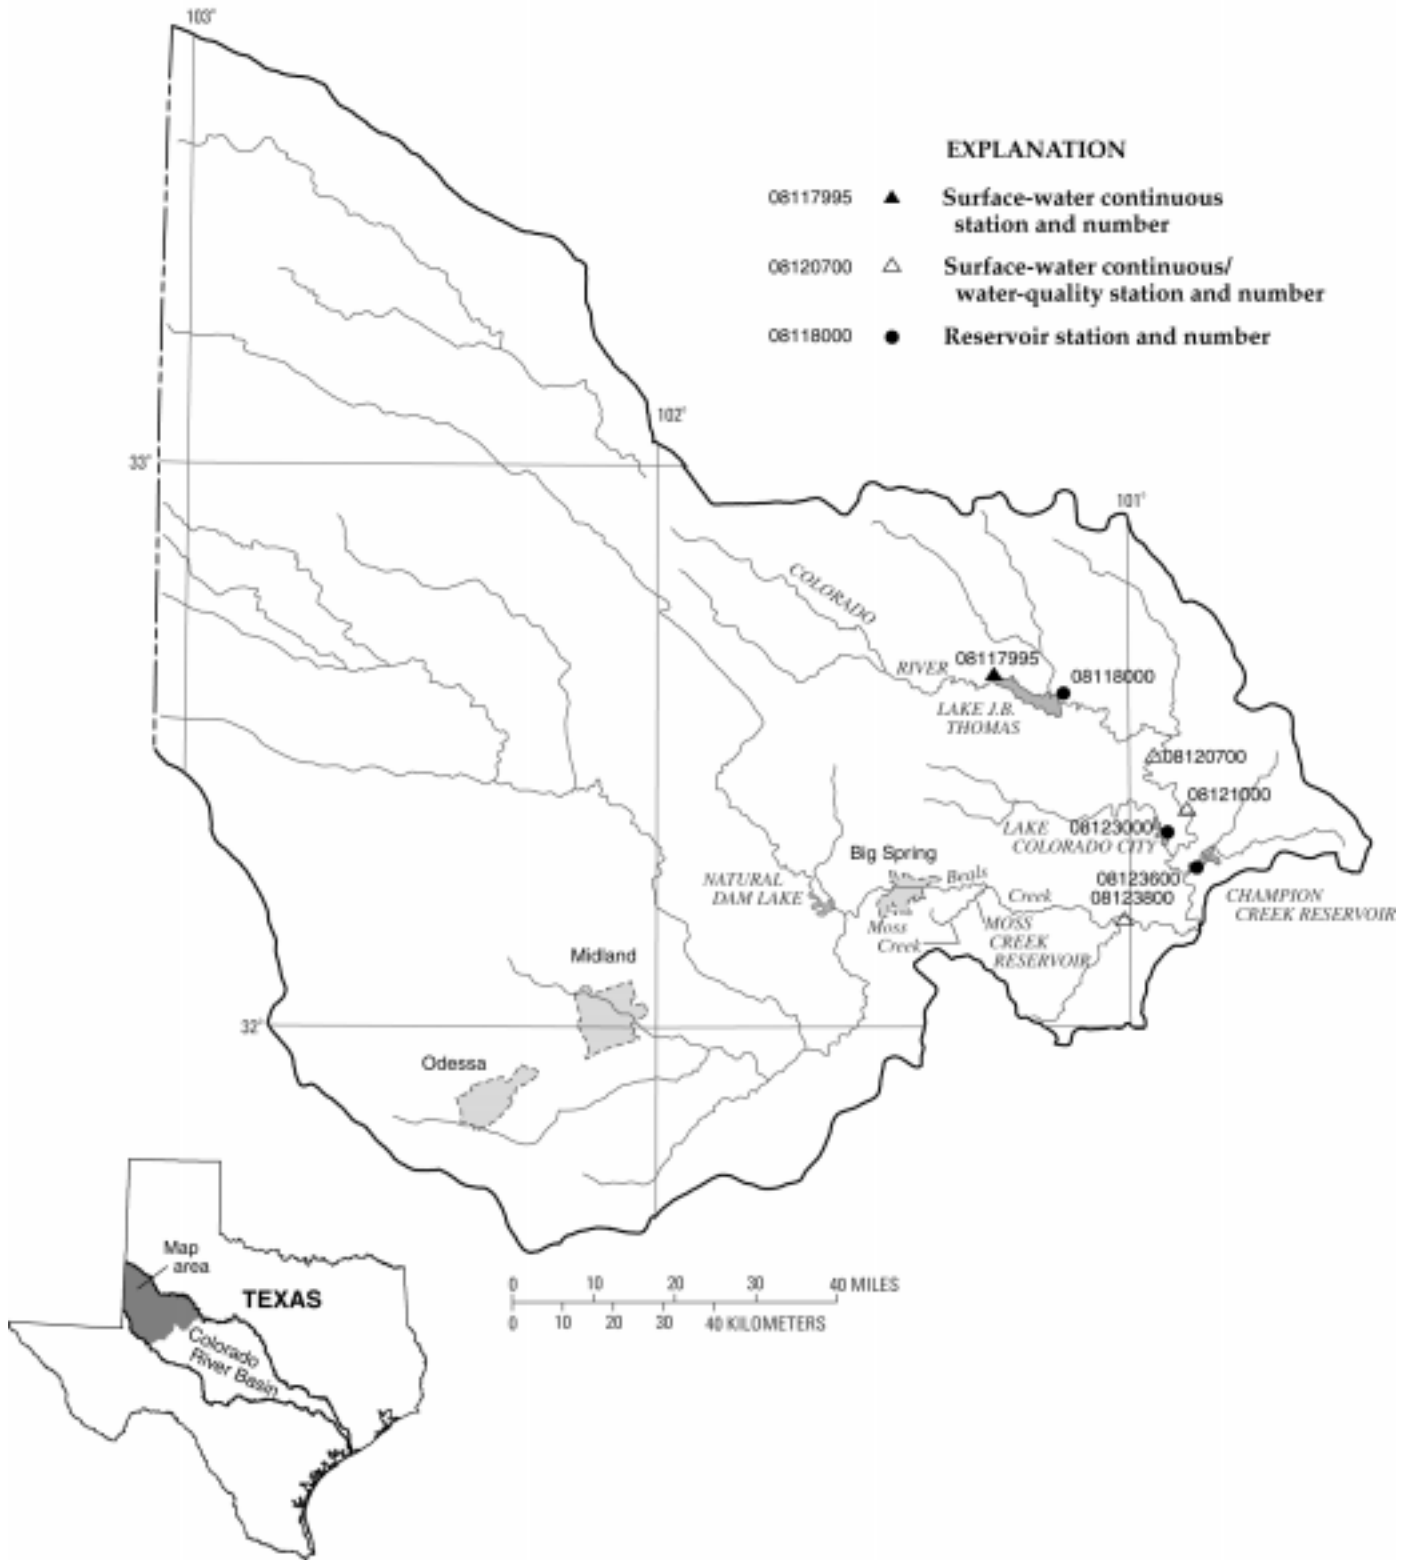 103°
EXPLANATION
08117995 Surface-water continuous
station and number
08120700 Surface-water continuous/
water-quality station and number
08118000 Reservoir station and number
102°
33°
101°
COLORADO
RIVER
08117995
08118000
LAKE J.B.
THOMAS
08120700
08121000
LAKE
COLORADO CITY
08123000
Big Spring
Beals
Creek
NATURAL
DAM LAKE
08123600
08123800
CHAMPION
CREEK RESERVOIR
Moss
Creek
MOSS
CREEK
RESERVOIR
Midland
32°
Odessa
Map
area
TEXAS
Colorado
River Basin
0 10 20 30 40 MILES
0 10 20 30 40 KILOMETERS